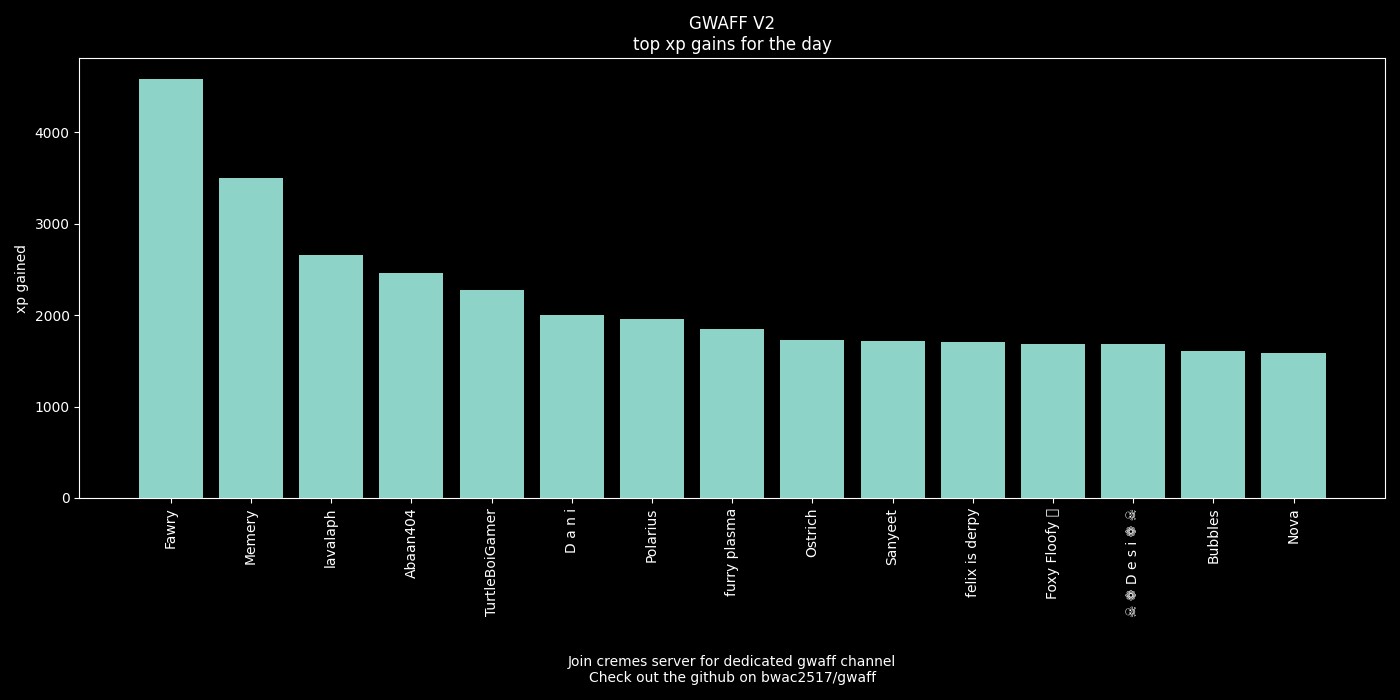 GWAFF V2
top xp gains for the day
xp gained
4000
3000
2000
1000
0
Fawry
Memery
lavalaph
Abaan404
TurtleBoiGamer
D a n i
Polarius
furry plasma
Ostrich
Sanyeet
felix is derpy
Foxy Floofy 
☠ ❁ D e s i ❁ ☠
Bubbles
Nova
Join cremes server for dedicated gwaff channel
Check out the github on bwac2517/gwaff